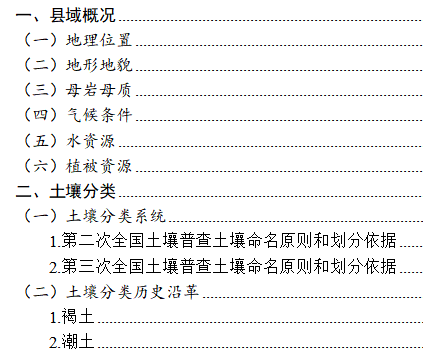 一、县域概况
（一）地理位置
（二）地形地貌
（三）母岩母质
（四）气候条件
（五）水资源
（六）植被资源
二、土壤分类
（一）土壤分类系统
1.第二次全国土壤普查土壤命名原则和划分依据
2.第三次全国土壤普查土壤命名原则和划分依据
（二）土壤分类历史沿革
1.褐土
2.潮土